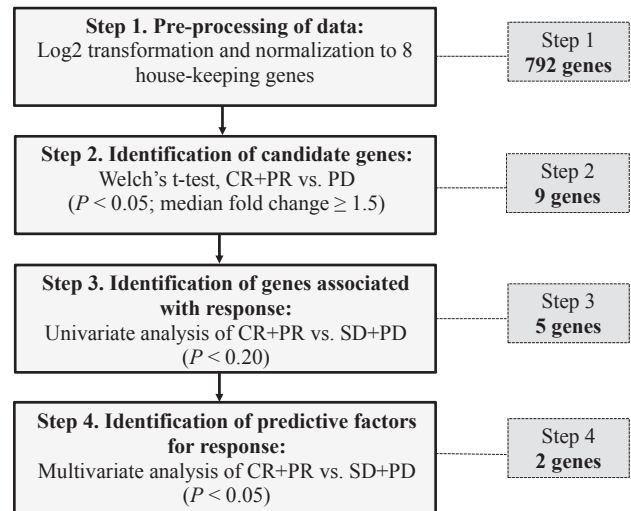 Step 1. Pre-processing of data:
Log2 transformation and normalization to 8
house-keeping genes
Step 1
792 genes
Step 2. Identification of candidate genes:
Welch’s t-test, CR+PR vs. PD
(P < 0.05; median fold change ≥ 1.5)
Step 2
9 genes
Step 3. Identification of genes associated
with response:
Univariate analysis of CR+PR vs. SD+PD
(P < 0.20)
Step 3
5 genes
Step 4. Identification of predictive factors
for response:
Multivariate analysis of CR+PR vs. SD+PD
(P < 0.05)
Step 4
2 genes